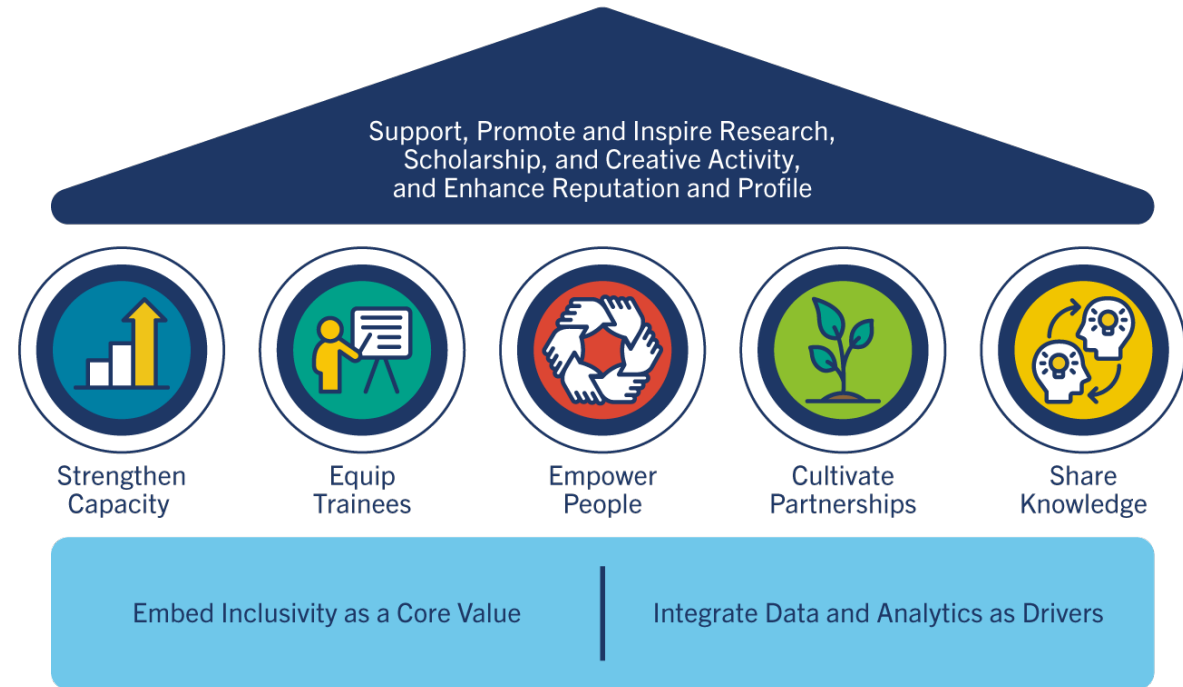 Support, Promote and Inspire Research,
Scholarship, and Creative Activity,
and Enhance Reputation and Profile
Strengthen
Capacity
Equip
Trainees
Empower
People
Cultivate
Partnerships
Share
Knowledge
Embed Inclusivity as a Core Value
Integrate Data and Analytics as Drivers